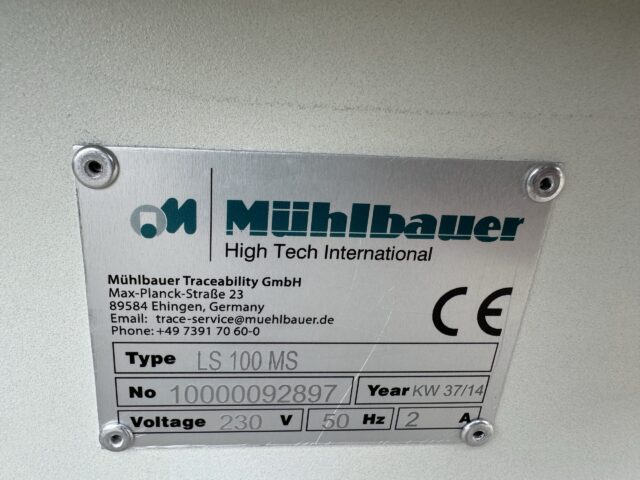 Mühlbauer
High Tech International
Mühlbauer Traceability GmbH
Max-Planck-Straße 23
89584 Ehingen, Germany
Email: trace-service@muehlbauer.de
Phone: +49 7391 70 60-0
CE
Type LS 100 MS
No 10000092897 Year KW 37/14
Voltage 230 V 50 Hz 2 A